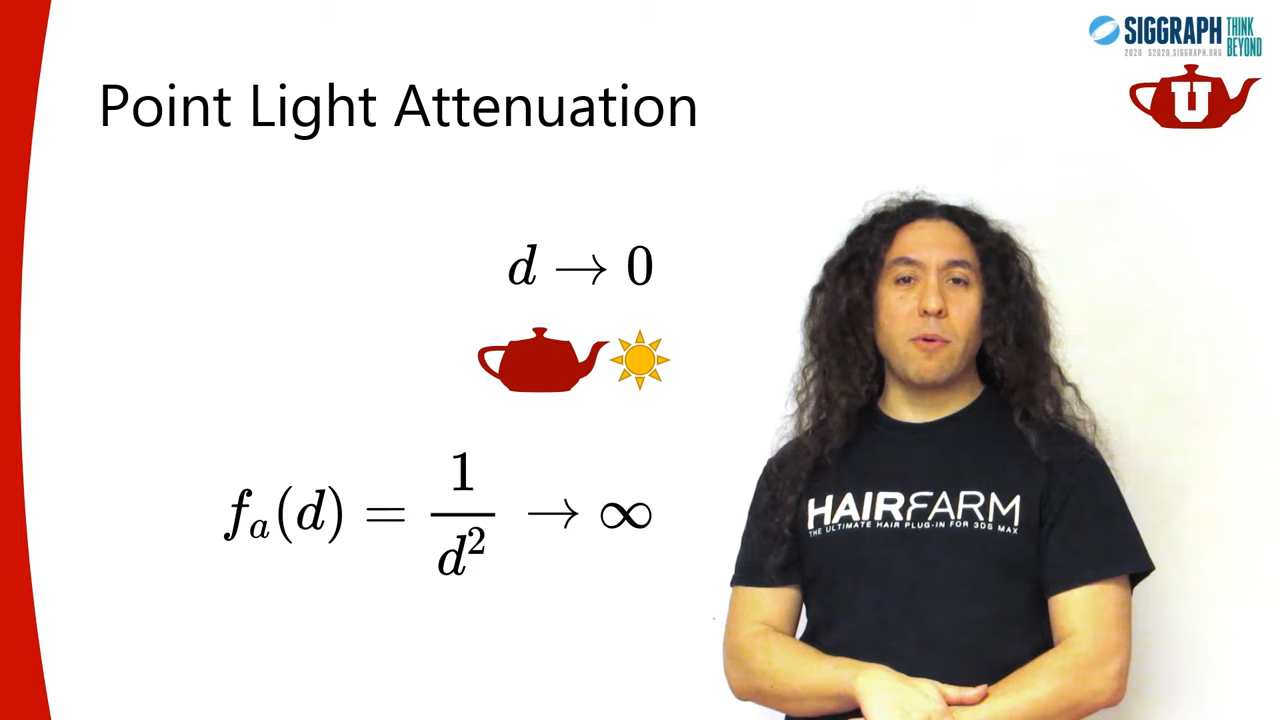 SIGGRAPH THINK BEYOND
2020 S2020.SIGGRAPH.ORG
U
Point Light Attenuation
d → 0
fₐ(d) = 1/d² → ∞
HAIRFARM
THE ULTIMATE HAIR PLUG-IN FOR 3DS MAX